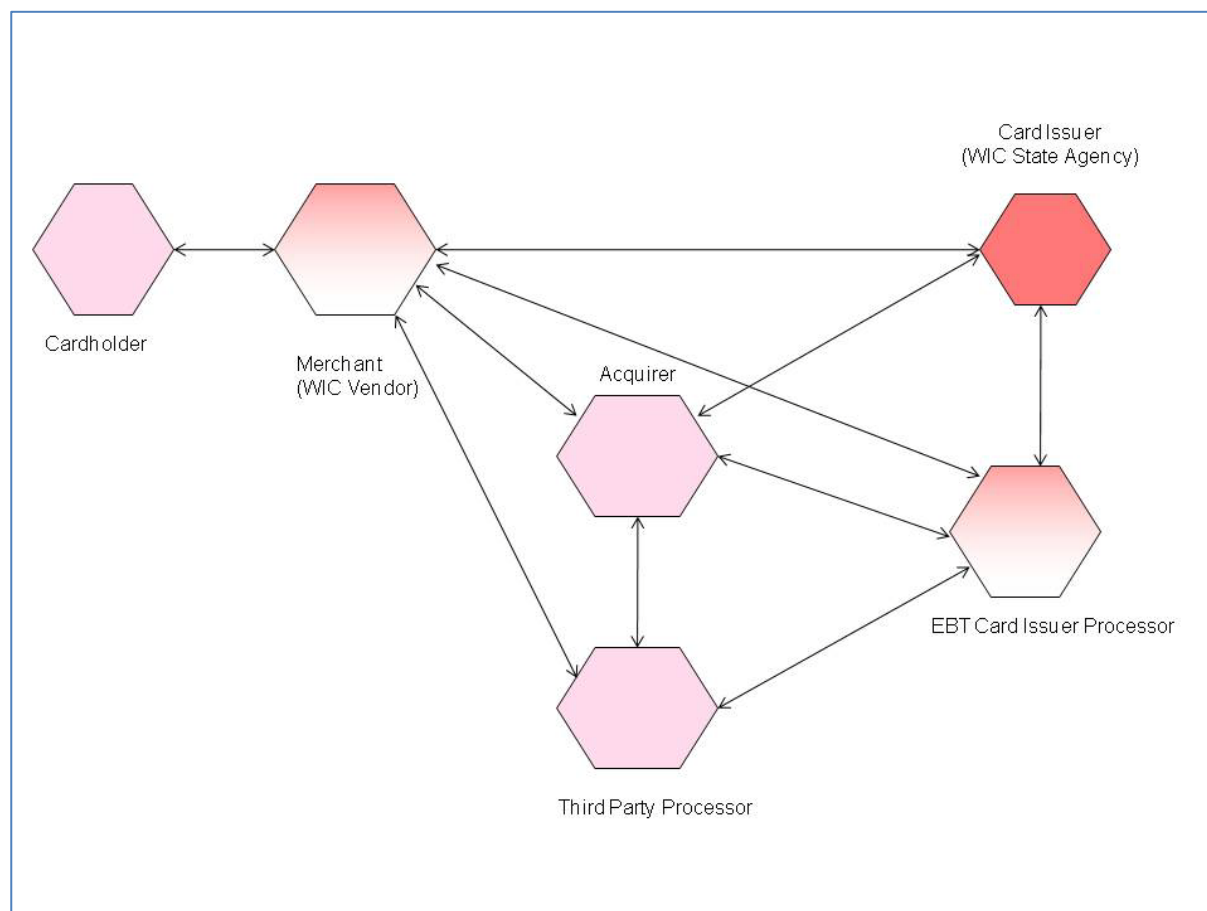 Card Issuer
(WIC State Agency)
Cardholder
Merchant
(WIC Vendor)
Acquirer
EBT Card Issuer Processor
Third Party Processor